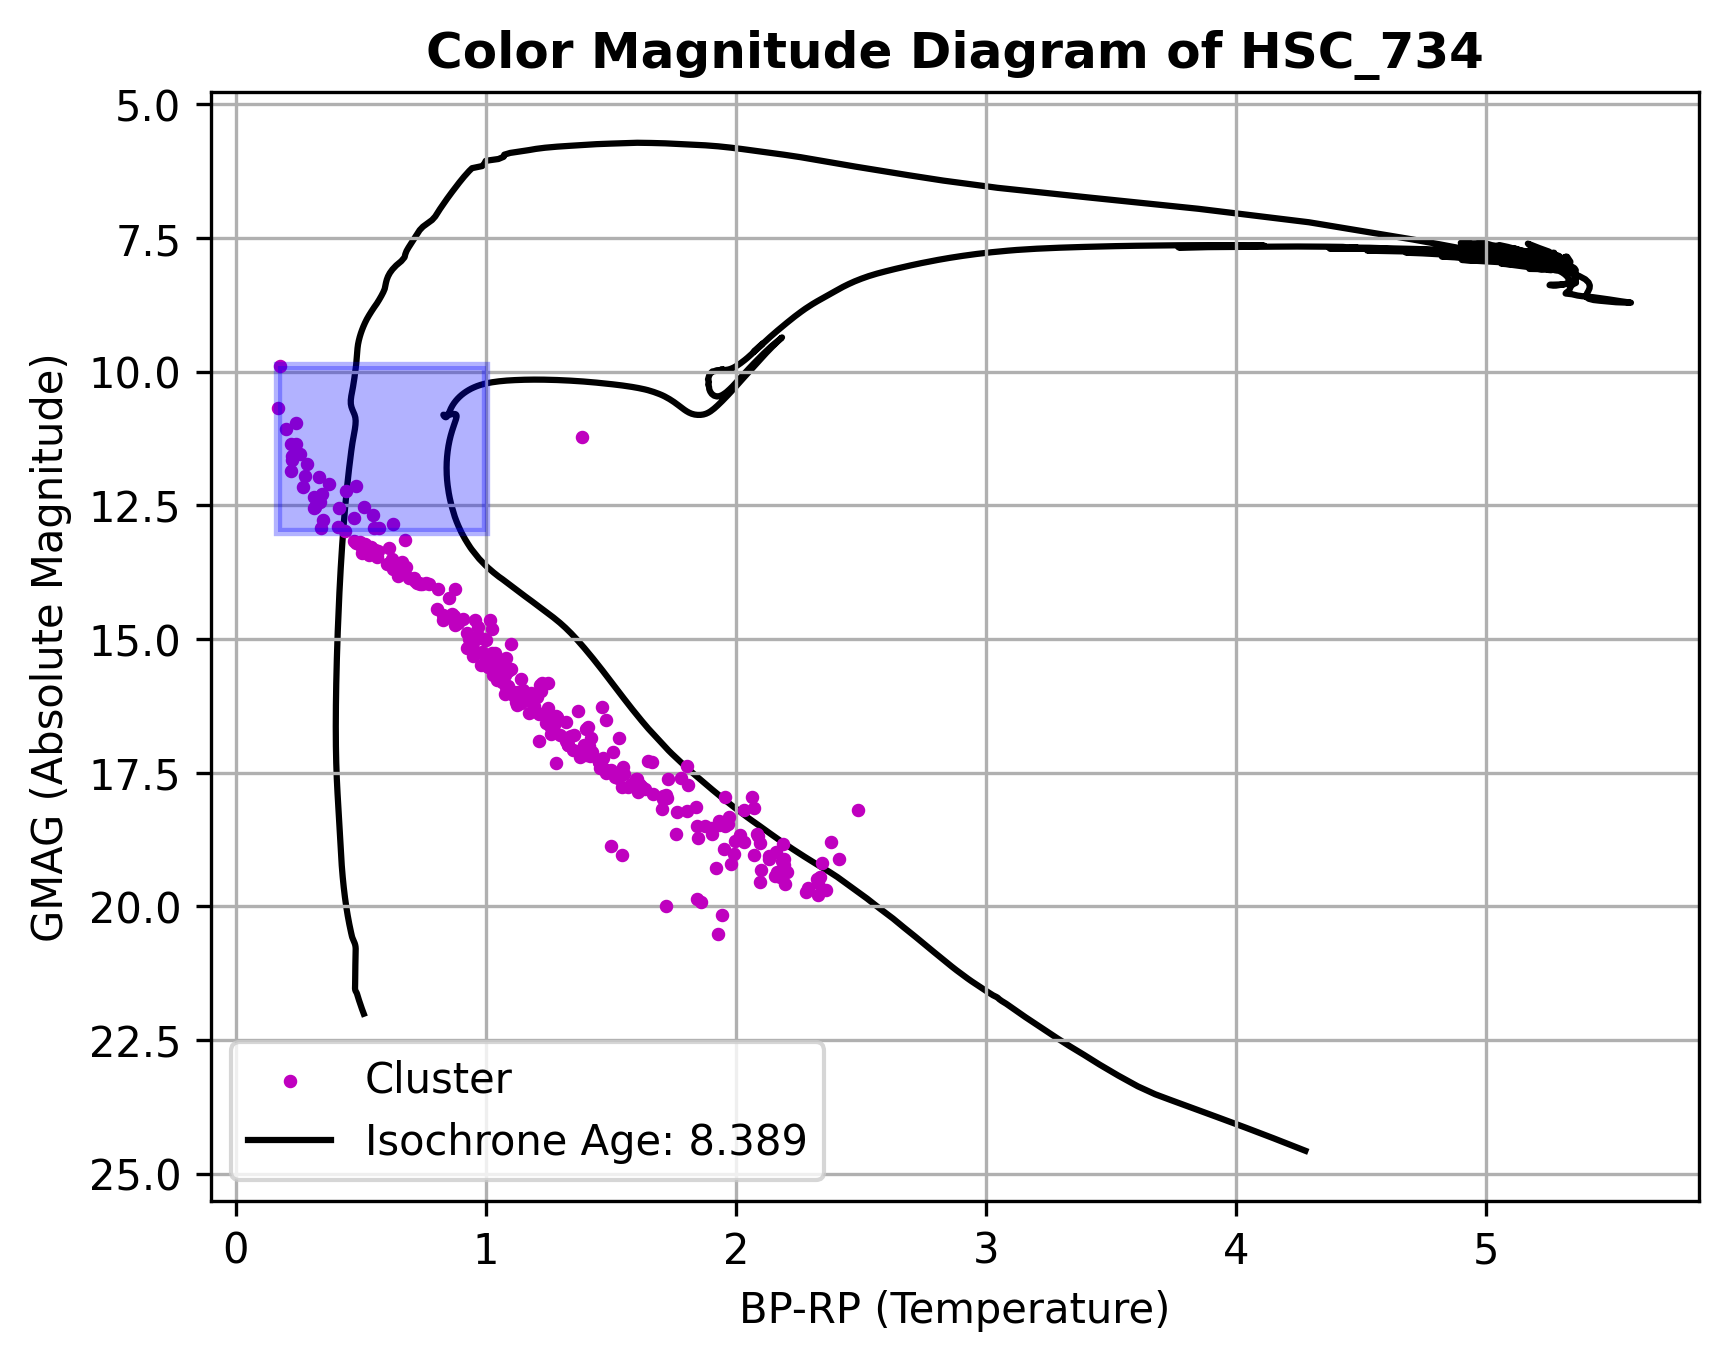 Color Magnitude Diagram of HSC_734
GMAG (Absolute Magnitude)
5.0
7.5
10.0
12.5
15.0
17.5
20.0
22.5
25.0
Cluster
Isochrone Age: 8.389
0 1 2 3 4 5
BP-RP (Temperature)